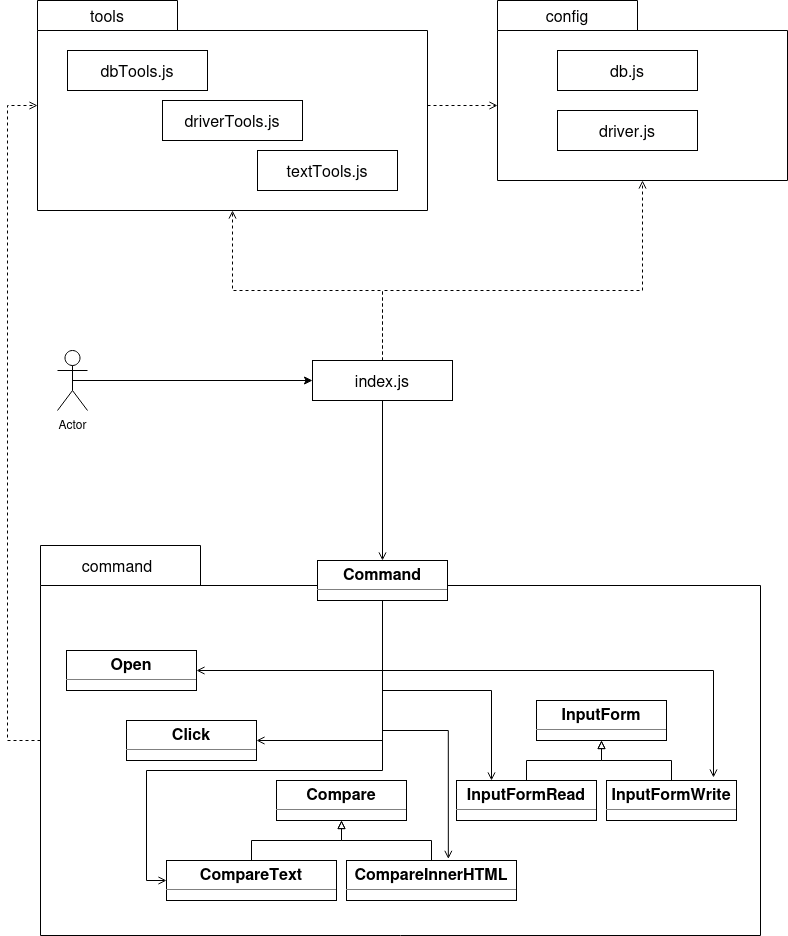 tools
config
dbTools.js
db.js
driverTools.js
driver.js
textTools.js
index.js
Actor
command
Command
Open
InputForm
Click
Compare
InputFormRead
InputFormWrite
CompareText
CompareInnerHTML